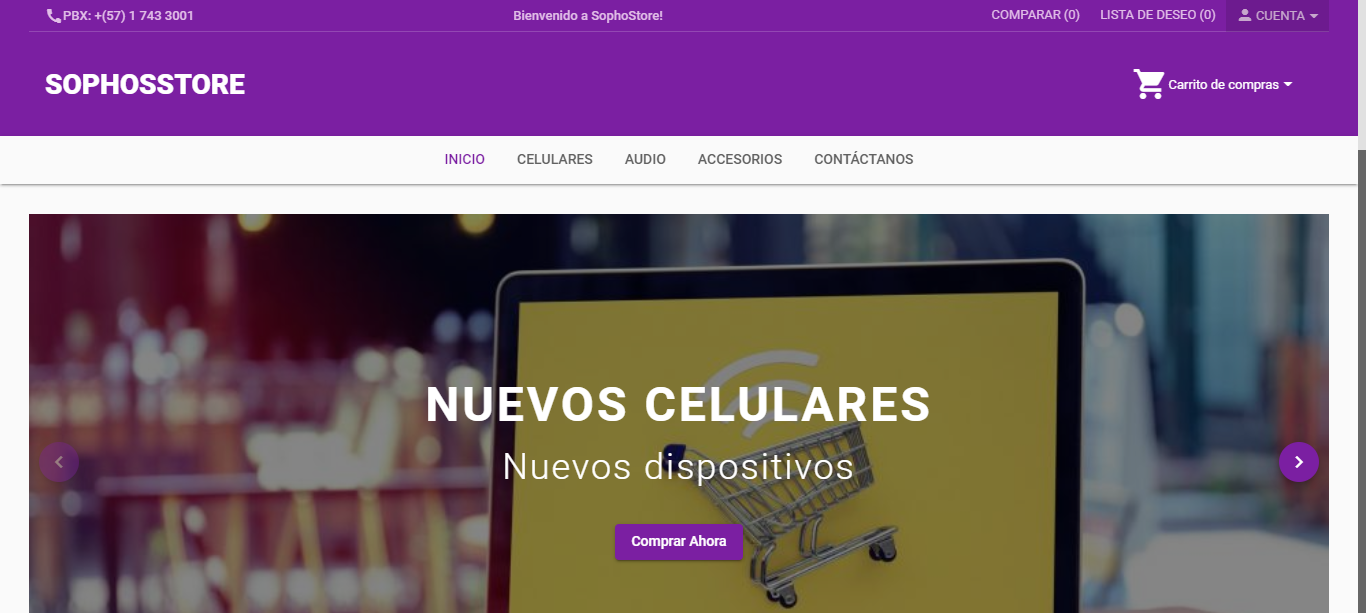 PBX: +(57) 1 743 3001
Bienvenido a SophoStore!
COMPARAR (0)
LISTA DE DESEO (0)
CUENTA
SOPHOSSTORE
Carrito de compras
INICIO
CELULARES
AUDIO
ACCESORIOS
CONTÁCTANOS
NUEVOS CELULARES
Nuevos dispositivos
Comprar Ahora